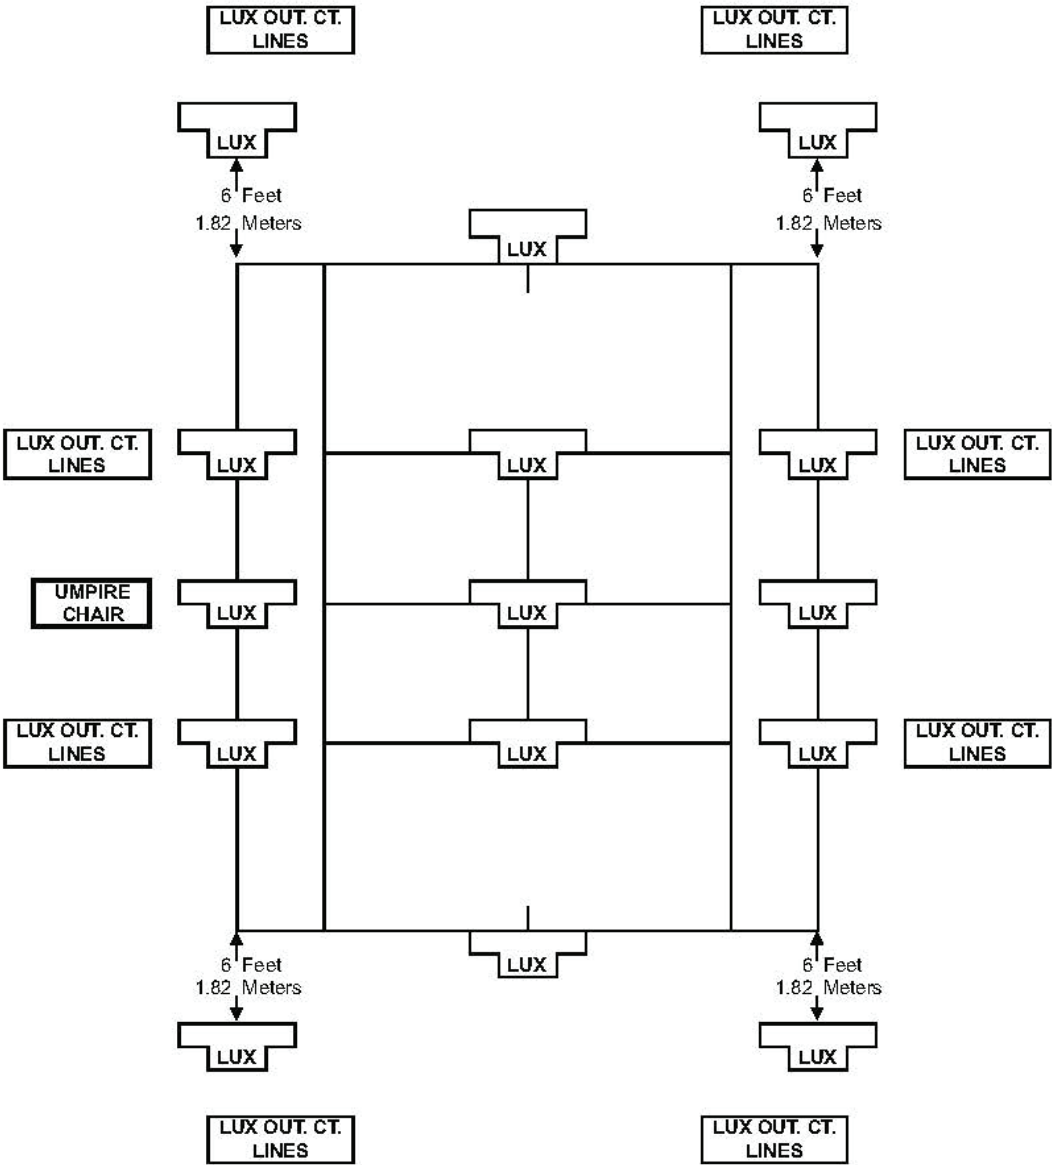 LUX OUT. CT.
LINES
LUX OUT. CT.
LINES
LUX
LUX
6 Feet
1.82 Meters
6 Feet
1.82 Meters
LUX
LUX OUT. CT.
LINES
LUX
LUX
LUX
LUX OUT. CT.
LINES
UMPIRE
CHAIR
LUX
LUX
LUX
LUX OUT. CT.
LINES
LUX
LUX
LUX
LUX OUT. CT.
LINES
LUX
6 Feet
1.82 Meters
6 Feet
1.82 Meters
LUX
LUX
LUX OUT. CT.
LINES
LUX OUT. CT.
LINES